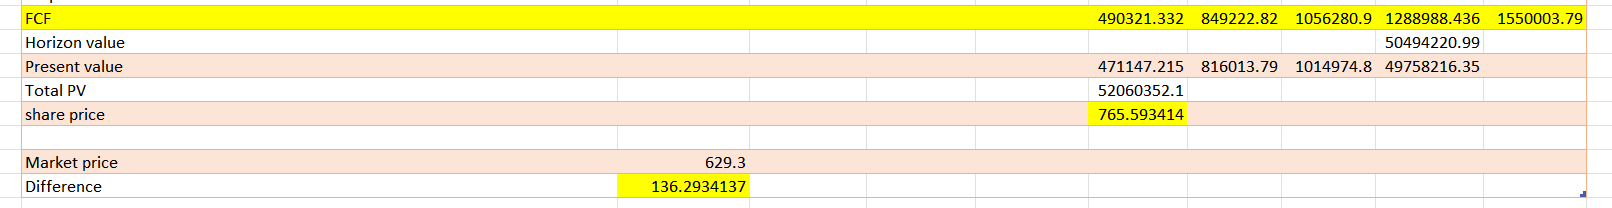 FCF 490321.332 849222.82 1056280.9 1288988.436 1550003.79
Horizon value 50494220.99
Present value 471147.215 816013.79 1014974.8 49758216.35
Total PV 52060352.1
share price 765.593414
Market price 629.3
Difference 136.2934137